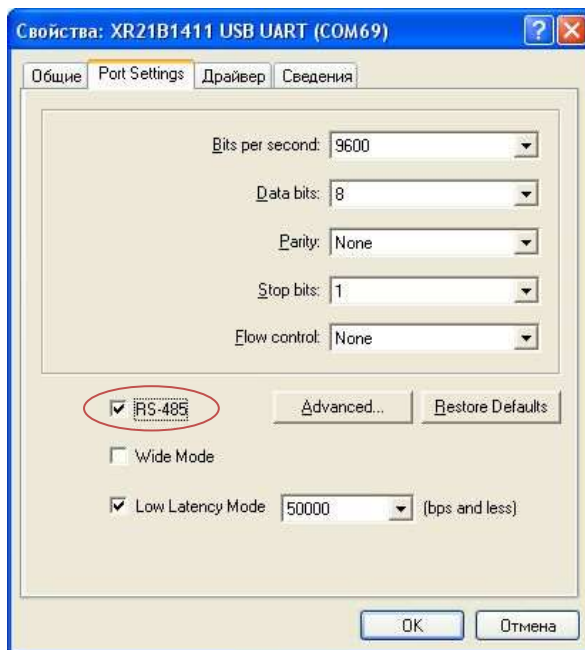 Свойства: XR21B1411 USB UART (COM69)
Общие Port Settings Драйвер Сведения
Bits per second: 9600
Data bits: 8
Parity: None
Stop bits: 1
Flow control: None
RS-485 Advanced... Restore Defaults
Wide Mode
Low Latency Mode 50000 (bps and less)
OK Отмена